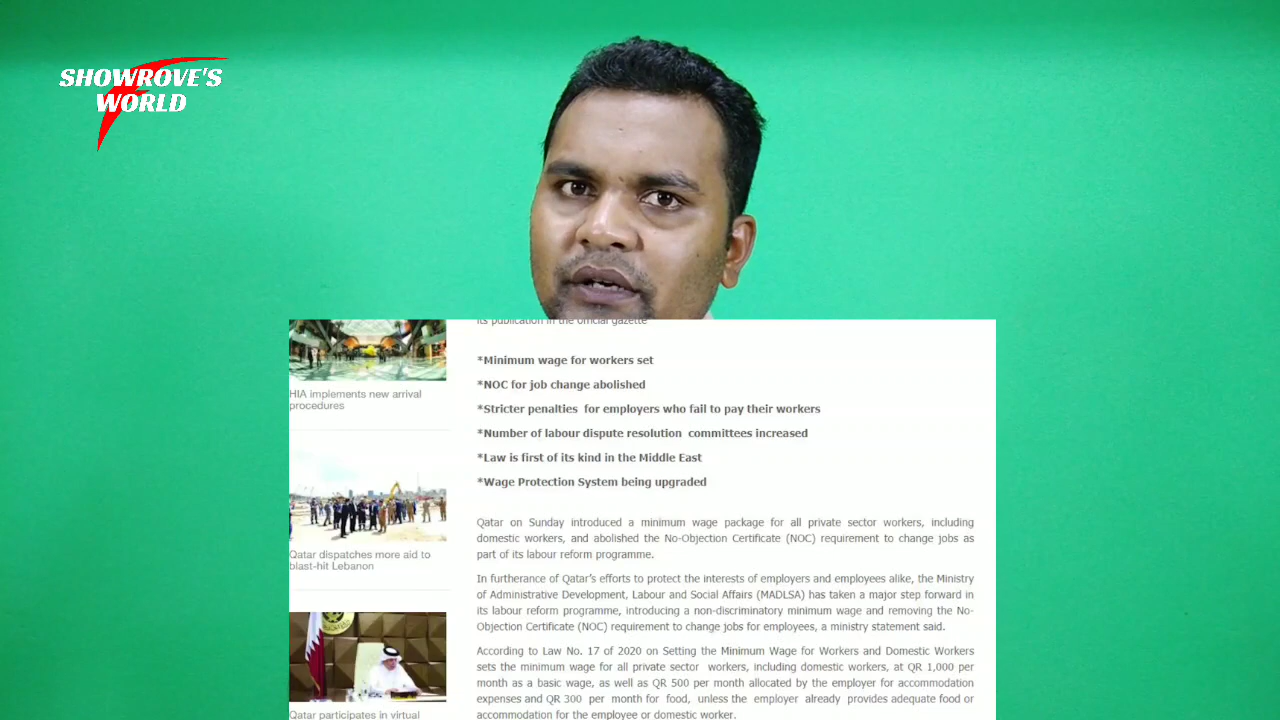 SHOWROVE'S
WORLD
its publication in the official gazette
*Minimum wage for workers set
*NOC for job change abolished
*Stricter penalties for employers who fail to pay their workers
*Number of labour dispute resolution committees increased
*Law is first of its kind in the Middle East
*Wage Protection System being upgraded
Qatar on Sunday introduced a minimum wage package for all private sector workers, including
domestic workers, and abolished the No-Objection Certificate (NOC) requirement to change jobs as
part of its labour reform programme.
In furtherance of Qatar's efforts to protect the interests of employers and employees alike, the Ministry
of Administrative Development, Labour and Social Affairs (MADLSA) has taken a major step forward in
its labour reform programme, introducing a non-discriminatory minimum wage and removing the No-
Objection Certificate (NOC) requirement to change jobs for employees, a ministry statement said.
According to Law No. 17 of 2020 on Setting the Minimum Wage for Workers and Domestic Workers
sets the minimum wage for all private sector workers, including domestic workers, at QR 1,000 per
month as a basic wage, as well as QR 500 per month allocated by the employer for accommodation
expenses and QR 300 per month for food, unless the employer already provides adequate food or
accommodation for the employee or domestic worker.
HIA implements new arrival
procedures
Qatar dispatches more aid to
blast-hit Lebanon
Qatar participates in virtual